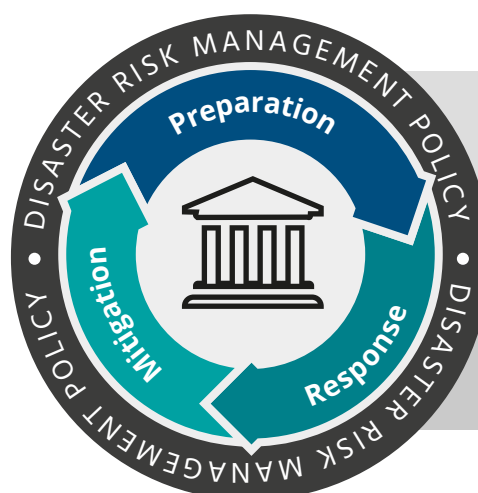 DISASTER RISK MANAGEMENT POLICY
•
DISASTER RISK MANAGEMENT POLICY
•
Preparation
Response
Mitigation